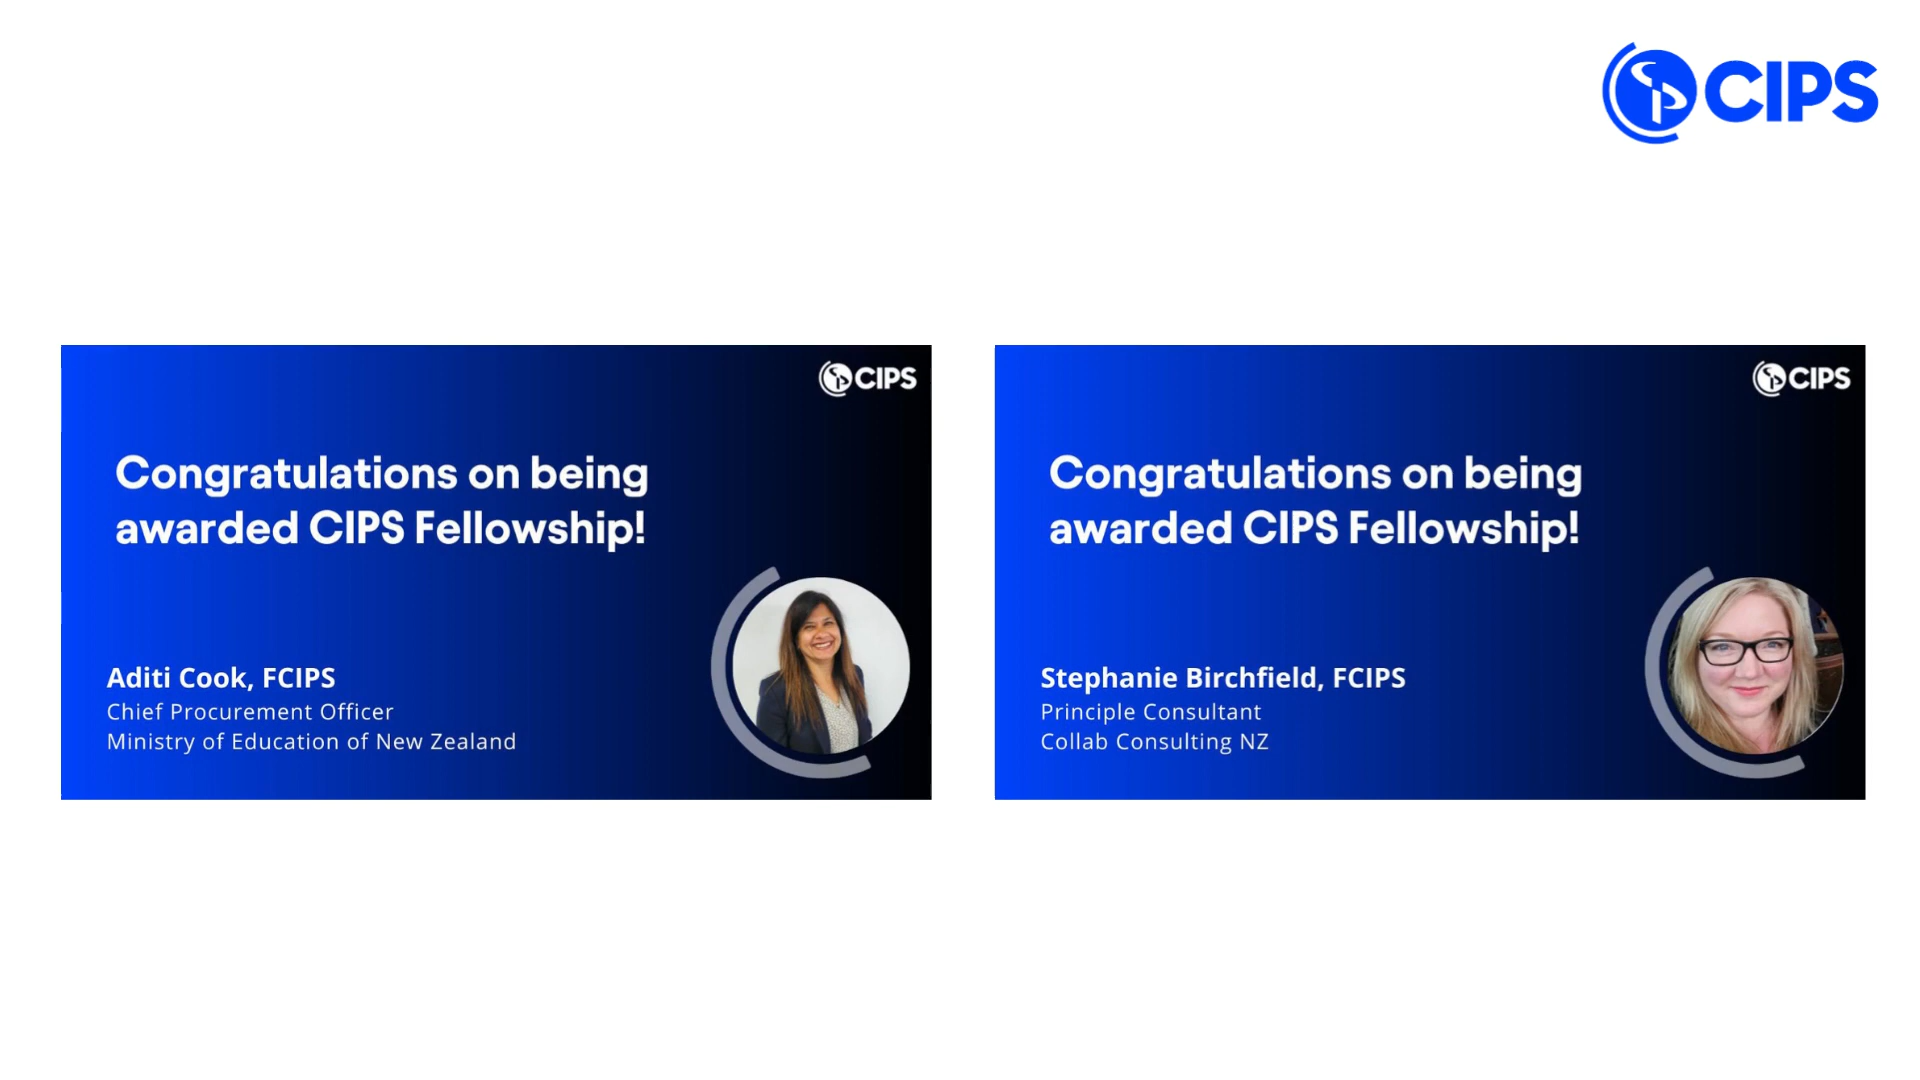 CIPS
CIPS
Congratulations on being
awarded CIPS Fellowship!
Aditi Cook, FCIPS
Chief Procurement Officer
Ministry of Education of New Zealand
CIPS
Congratulations on being
awarded CIPS Fellowship!
Stephanie Birchfield, FCIPS
Principle Consultant
Collab Consulting NZ